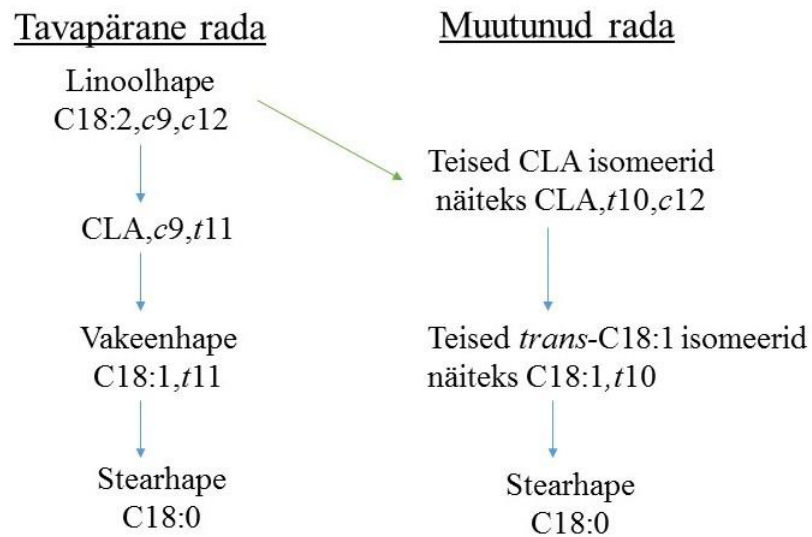 Tavapärane rada
Linoolhape
C18:2,c9,c12
CLA,c9,t11
Vakeenhape
C18:1,t11
Stearhape
C18:0
Muutunud rada
Teised CLA isomeerid
näiteks CLA,t10,c12
Teised trans-C18:1 isomeerid
näiteks C18:1,t10
Stearhape
C18:0